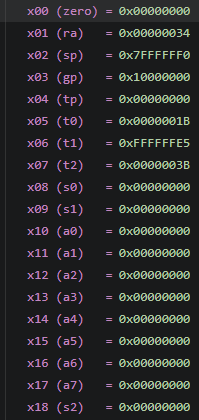 x00 (zero) = 0x00000000
x01 (ra) = 0x00000034
x02 (sp) = 0x7FFFFFF0
x03 (gp) = 0x10000000
x04 (tp) = 0x00000000
x05 (t0) = 0x0000001B
x06 (t1) = 0xFFFFFFE5
x07 (t2) = 0x0000003B
x08 (s0) = 0x00000000
x09 (s1) = 0x00000000
x10 (a0) = 0x00000000
x11 (a1) = 0x00000000
x12 (a2) = 0x00000000
x13 (a3) = 0x00000000
x14 (a4) = 0x00000000
x15 (a5) = 0x00000000
x16 (a6) = 0x00000000
x17 (a7) = 0x00000000
x18 (s2) = 0x00000000